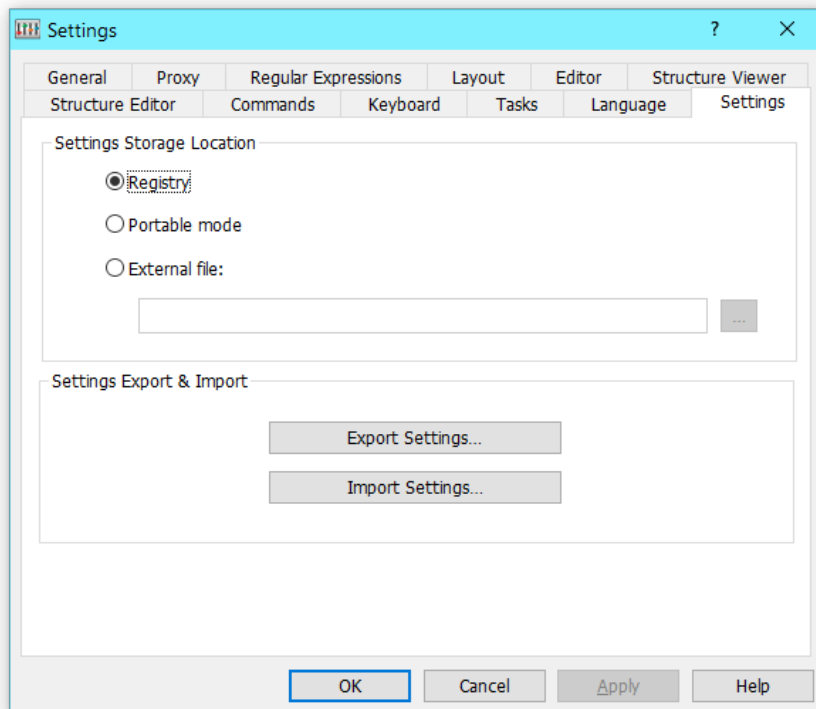 Settings
?
General Proxy Regular Expressions Layout Editor Structure Viewer
Structure Editor Commands Keyboard Tasks Language Settings
Settings Storage Location
Registry
Portable mode
External file:
...
Settings Export & Import
Export Settings...
Import Settings...
OK Cancel Apply Help